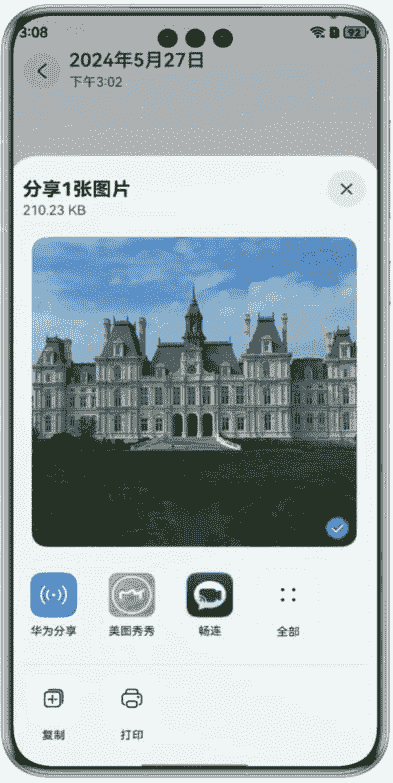 3:08
92
2024年5月27日
下午3:02
分享1张图片
210.23 KB
华为分享
美图秀秀
畅连
全部
复制
打印